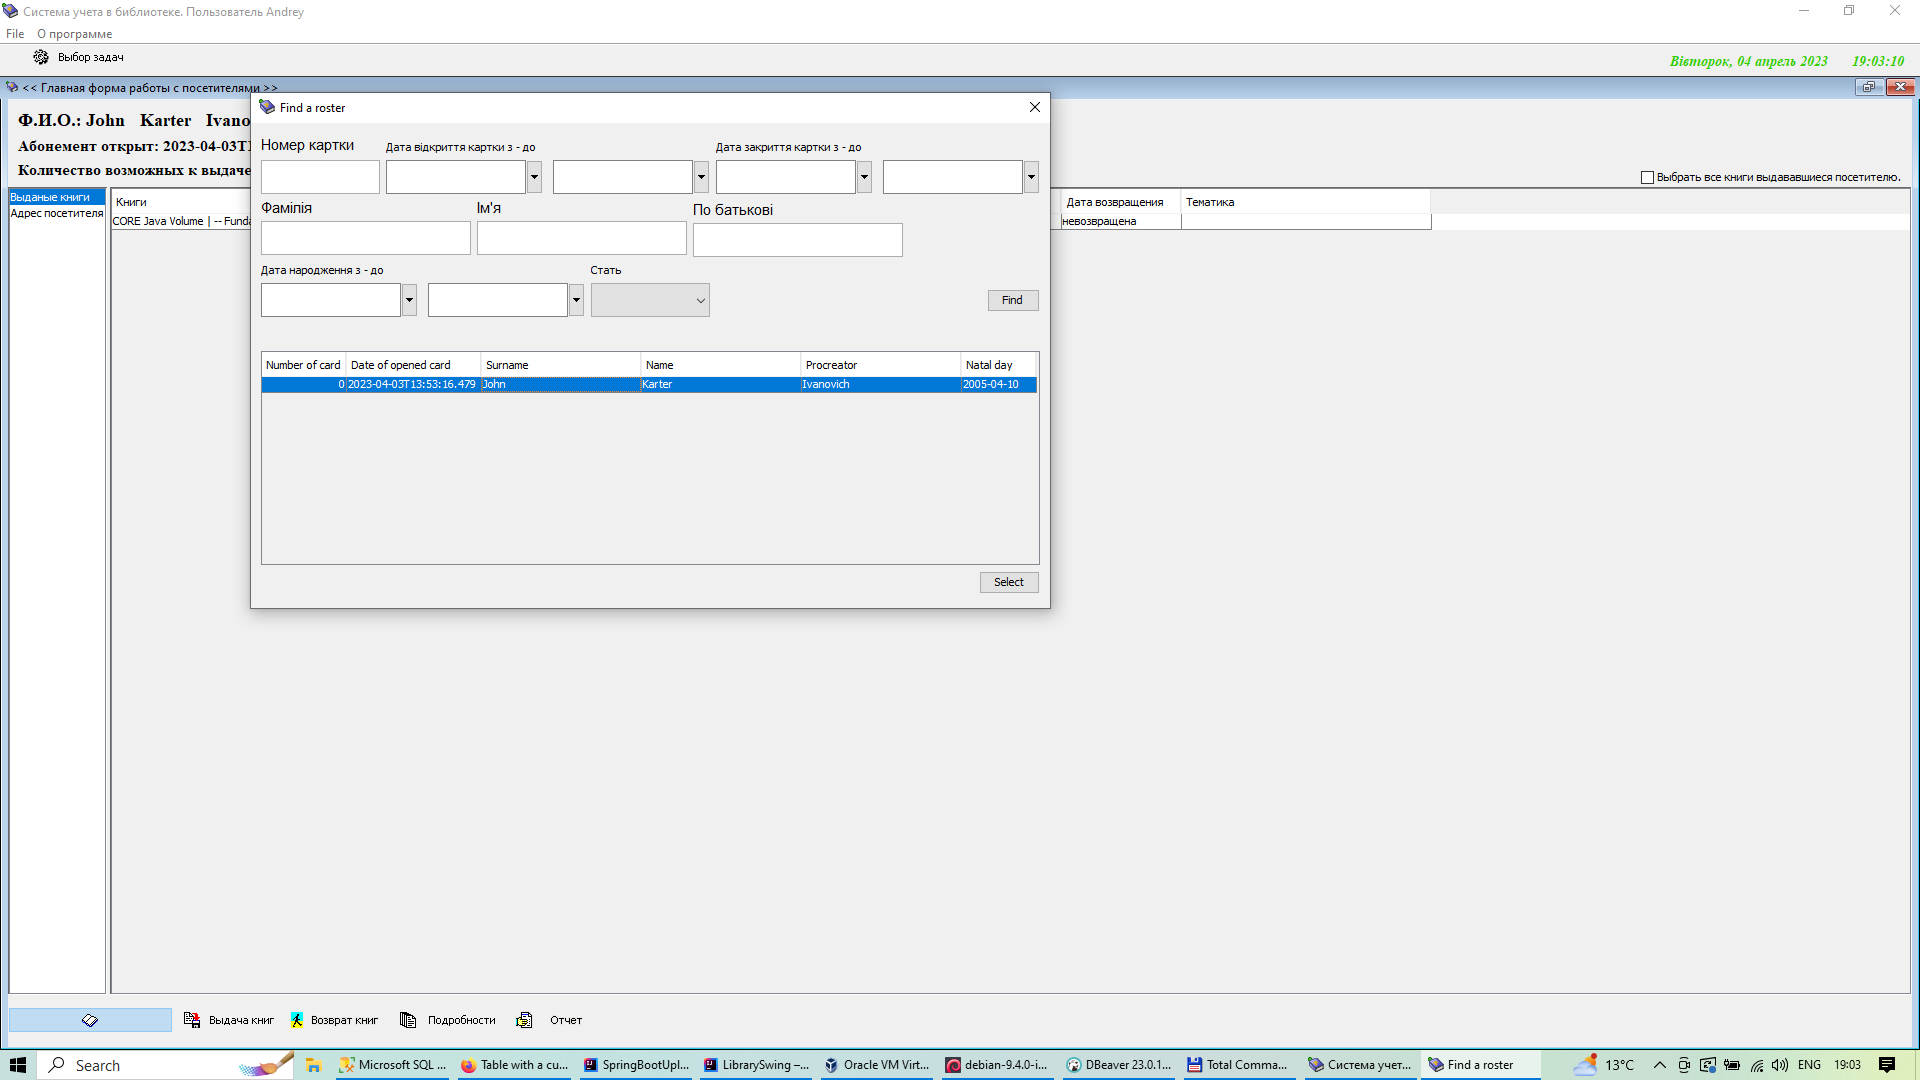 Система учета в библиотеке. Пользователь Andrey
File О программе
Выбор задач
Вівторок, 04 апрель 2023 19:03:10
<< Главная форма работы с посетителями >>
Ф.И.О.: John Karter Ivano
Абонемент открыт: 2023-04-03T1
Количество возможных к выдаче
Выбрать все книги выдававшиеся посетителю.
Выданые книги
Адрес посетителя
Книги
Дата возвращения Тематика
CORE Java Volume | -- Funda
невозвращена
Find a roster
Номер картки Дата відкриття картки з - до Дата закриття картки з - до
Фамілія Ім'я По батькові
Дата народження з - до Стать
Find
Number of card Date of opened card Surname Name Procreator Natal day
0 2023-04-03T13:53:16.479 John Karter Ivanovich 2005-04-10
Select
Выдача книг Возврат книг Подробности Отчет
Search
Microsoft SQL ... Table with a cu... SpringBootUpl... LibrarySwing –... Oracle VM Virt... debian-9.4.0-i... DBeaver 23.0.1... Total Comma... Система учет... Find a roster
13°C ENG 19:03